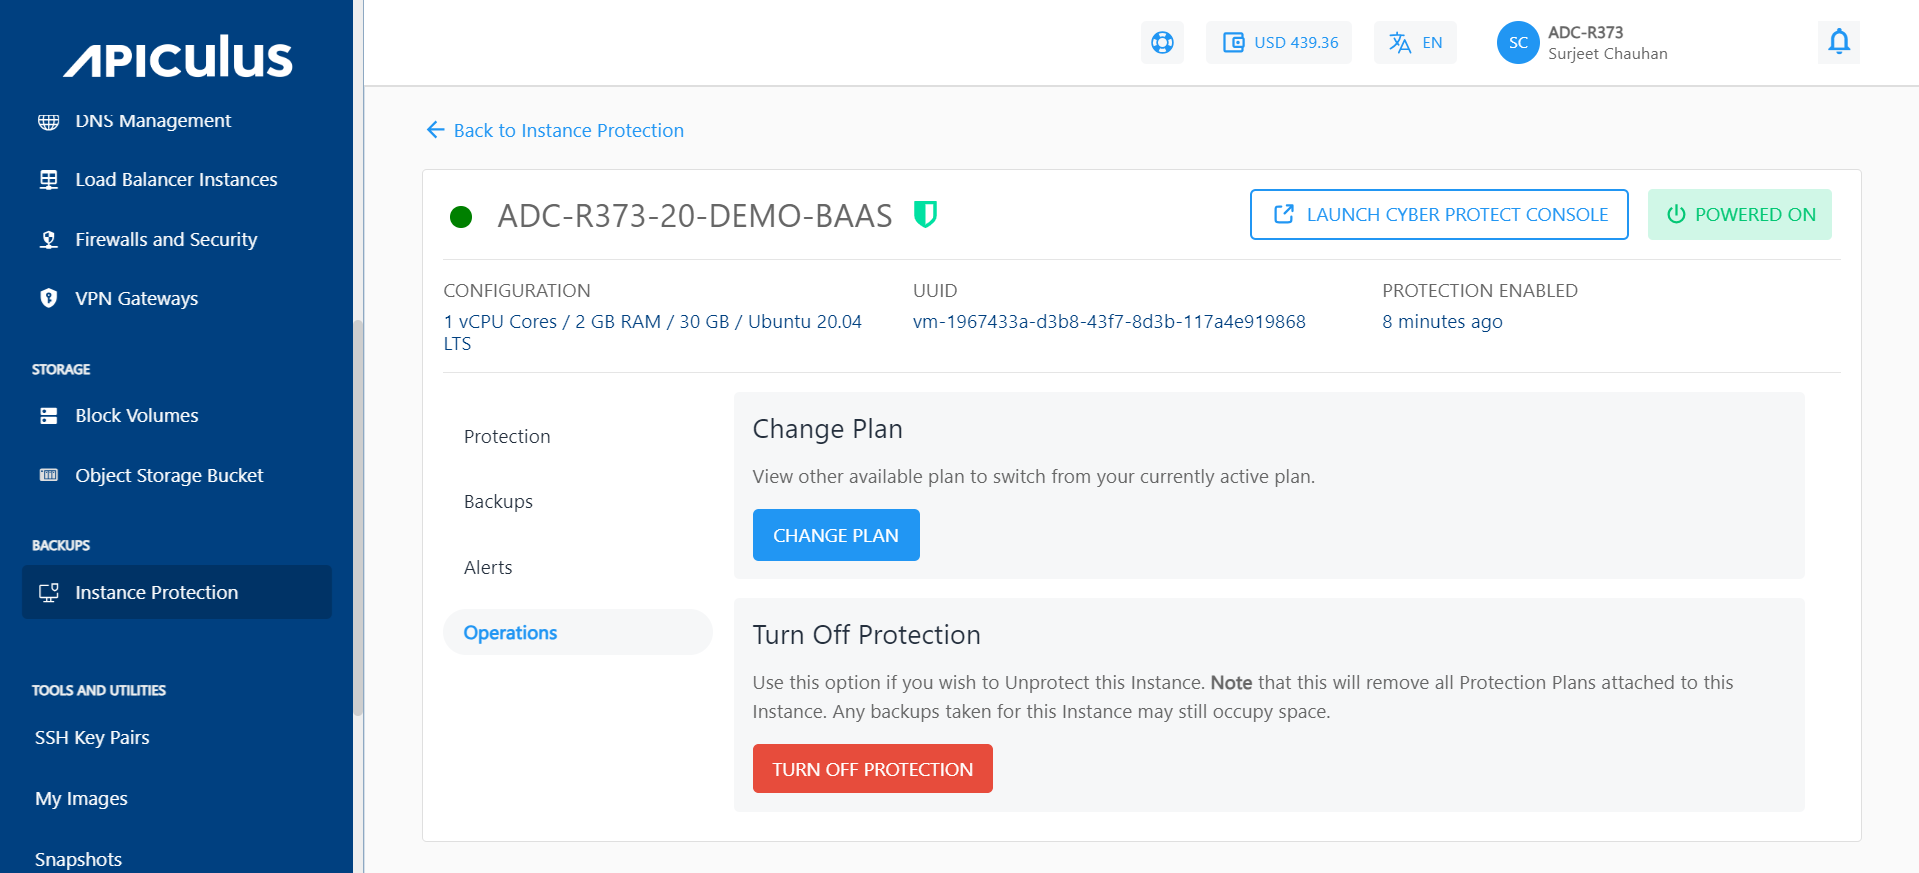 APICULUS
DNS Management
Load Balancer Instances
Firewalls and Security
VPN Gateways
STORAGE
Block Volumes
Object Storage Bucket
BACKUPS
Instance Protection
TOOLS AND UTILITIES
SSH Key Pairs
My Images
Snapshots
USD 439.36
EN
SC
ADC-R373
Surjeet Chauhan
Back to Instance Protection
ADC-R373-20-DEMO-BAAS
LAUNCH CYBER PROTECT CONSOLE
POWERED ON
CONFIGURATION
1 vCPU Cores / 2 GB RAM / 30 GB / Ubuntu 20.04
LTS
UUID
vm-1967433a-d3b8-43f7-8d3b-117a4e919868
PROTECTION ENABLED
8 minutes ago
Protection
Backups
Alerts
Operations
Change Plan
View other available plan to switch from your currently active plan.
CHANGE PLAN
Turn Off Protection
Use this option if you wish to Unprotect this Instance. Note that this will remove all Protection Plans attached to this
Instance. Any backups taken for this Instance may still occupy space.
TURN OFF PROTECTION